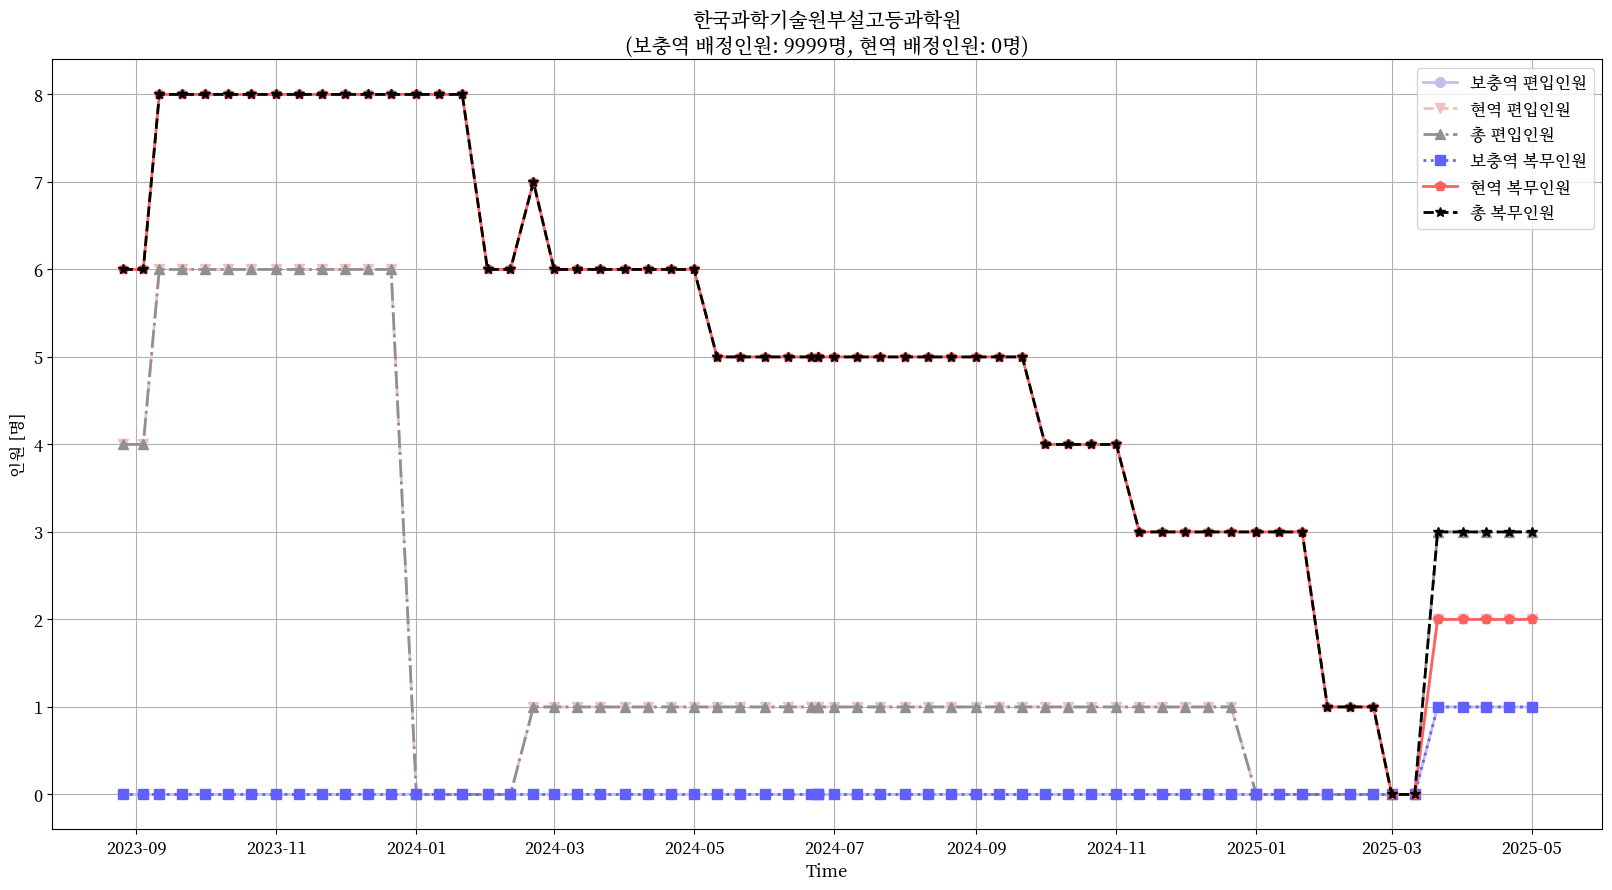 한국과학기술원부설고등과학원
(보충역 배정인원: 9999명, 현역 배정인원: 0명)
보충역 편입인원
현역 편입인원
총 편입인원
보충역 복무인원
현역 복무인원
총 복무인원
인원 [명]
8
7
6
5
4
3
2
1
0
2023-09 2023-11 2024-01 2024-03 2024-05 2024-07 2024-09 2024-11 2025-01 2025-03 2025-05
Time